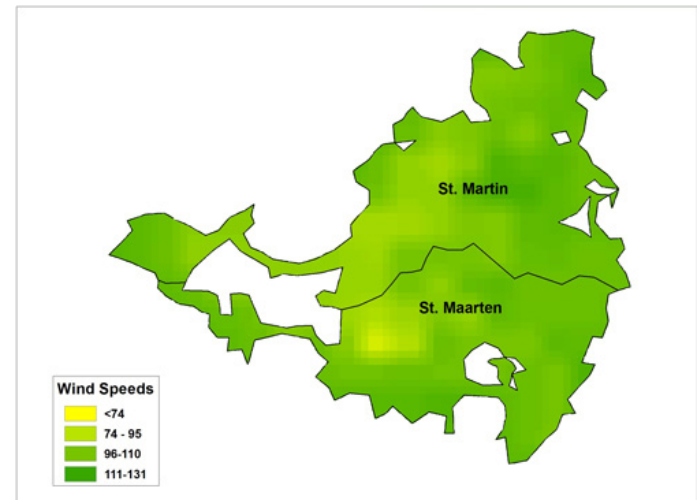 St. Martin
St. Maarten
Wind Speeds
<74
74 - 95
96-110
111-131